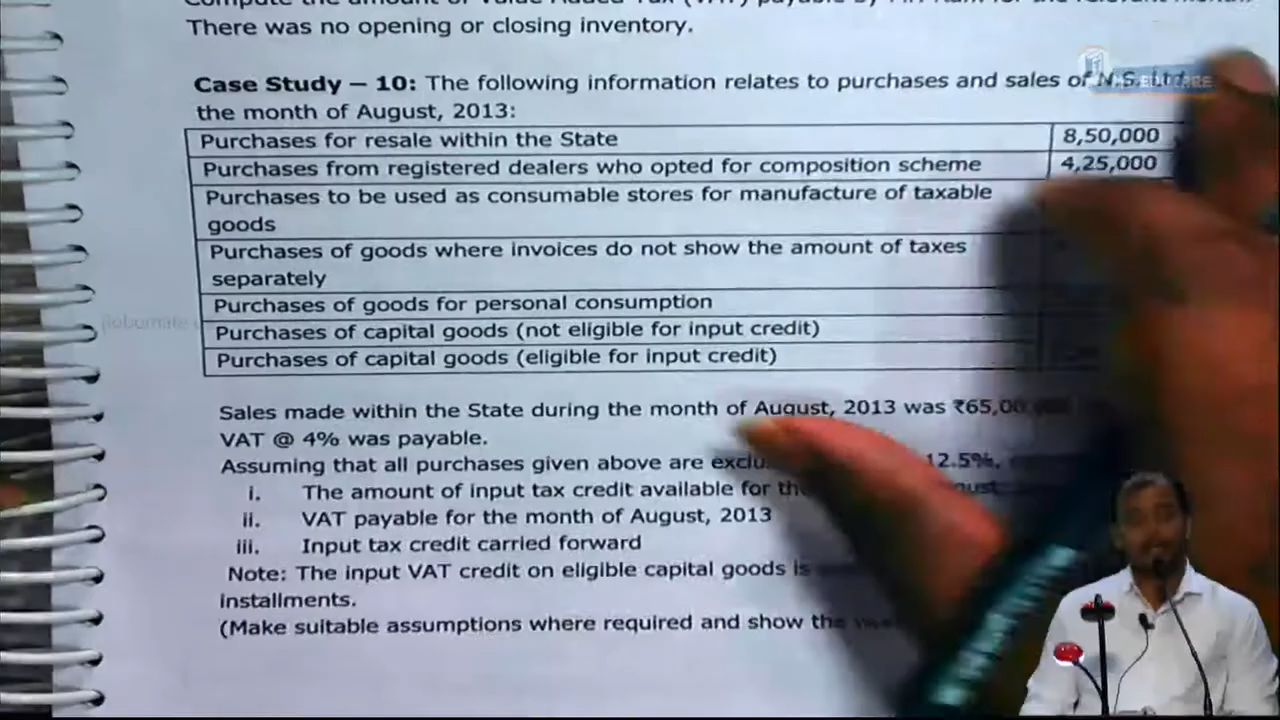 There was no opening or closing inventory.
Case Study – 10: The following information relates to purchases and sales of N.S.
the month of August, 2013:
Purchases for resale within the State 8,50,000
Purchases from registered dealers who opted for composition scheme 4,25,000
Purchases to be used as consumable stores for manufacture of taxable
goods
Purchases of goods where invoices do not show the amount of taxes
separately
Purchases of goods for personal consumption
Purchases of capital goods (not eligible for input credit)
Purchases of capital goods (eligible for input credit)
Sales made within the State during the month of August, 2013 was
VAT @ 4% was payable.
Assuming that all purchases given above are 12.5%,
i. The amount of input tax credit available for
ii. VAT payable for the month of August, 2013
iii. Input tax credit carried forward
Note: The input VAT credit on eligible capital goods is
installments.
(Make suitable assumptions where required and show the